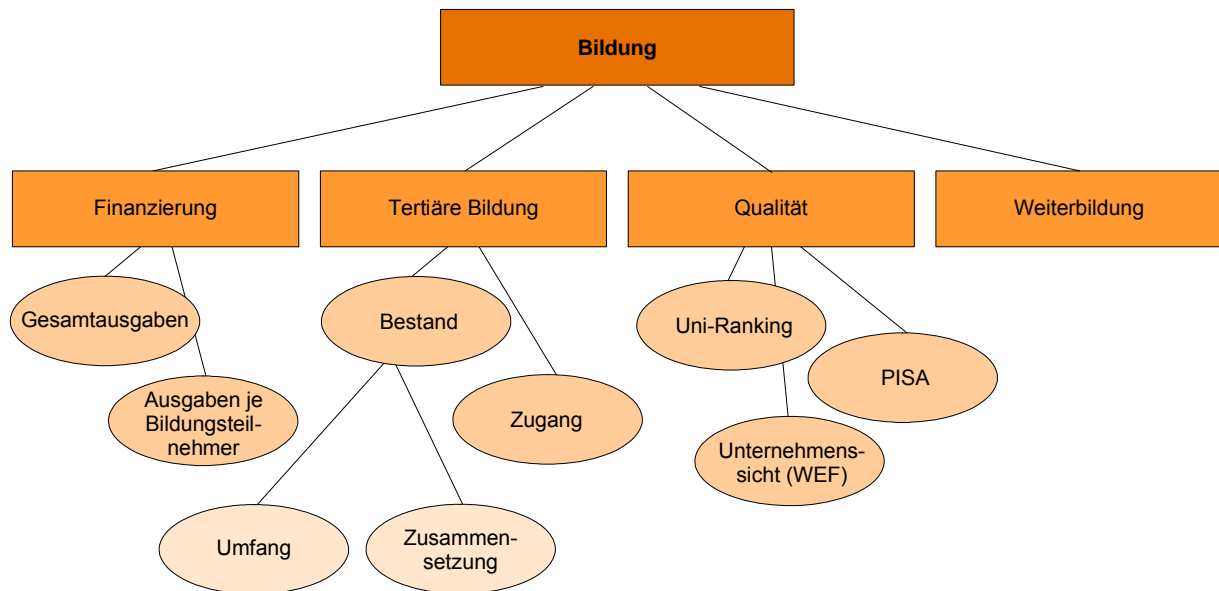 Bildung
Finanzierung
Tertiäre Bildung
Qualität
Weiterbildung
Gesamtausgaben
Bestand
Uni-Ranking
PISA
Ausgaben je
Bildungsteil-
nehmer
Zugang
Unternehmens-
sicht (WEF)
Umfang
Zusammen-
setzung